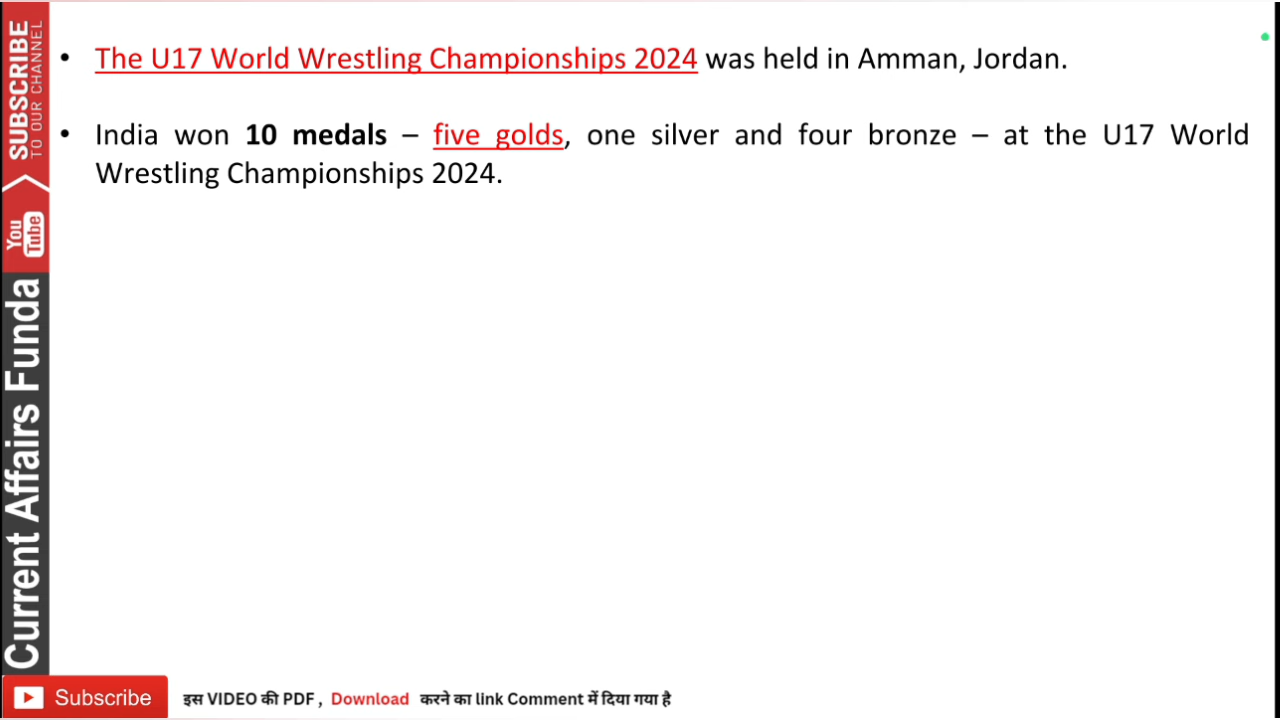 • The U17 World Wrestling Championships 2024 was held in Amman, Jordan.
• India won 10 medals – five golds, one silver and four bronze – at the U17 World
Wrestling Championships 2024.
SUBSCRIBE
TO OUR CHANNEL
You
Tube
Current Affairs Funda
Subscribe
इस VIDEO की PDF , Download करने का link Comment में दिया गया है